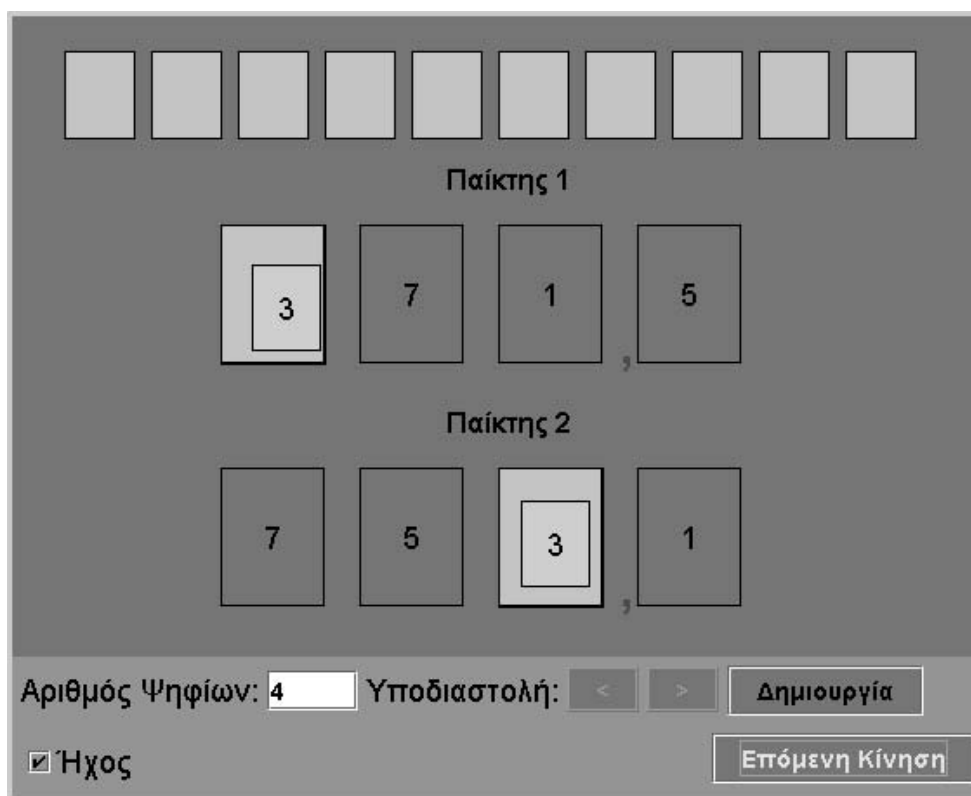 Παίκτης 1
3 7 1 , 5
Παίκτης 2
7 5 3 , 1
Αριθμός Ψηφίων: 4 Υποδιαστολή: < > Δημιουργία
Ήχος Επόμενη Κίνηση